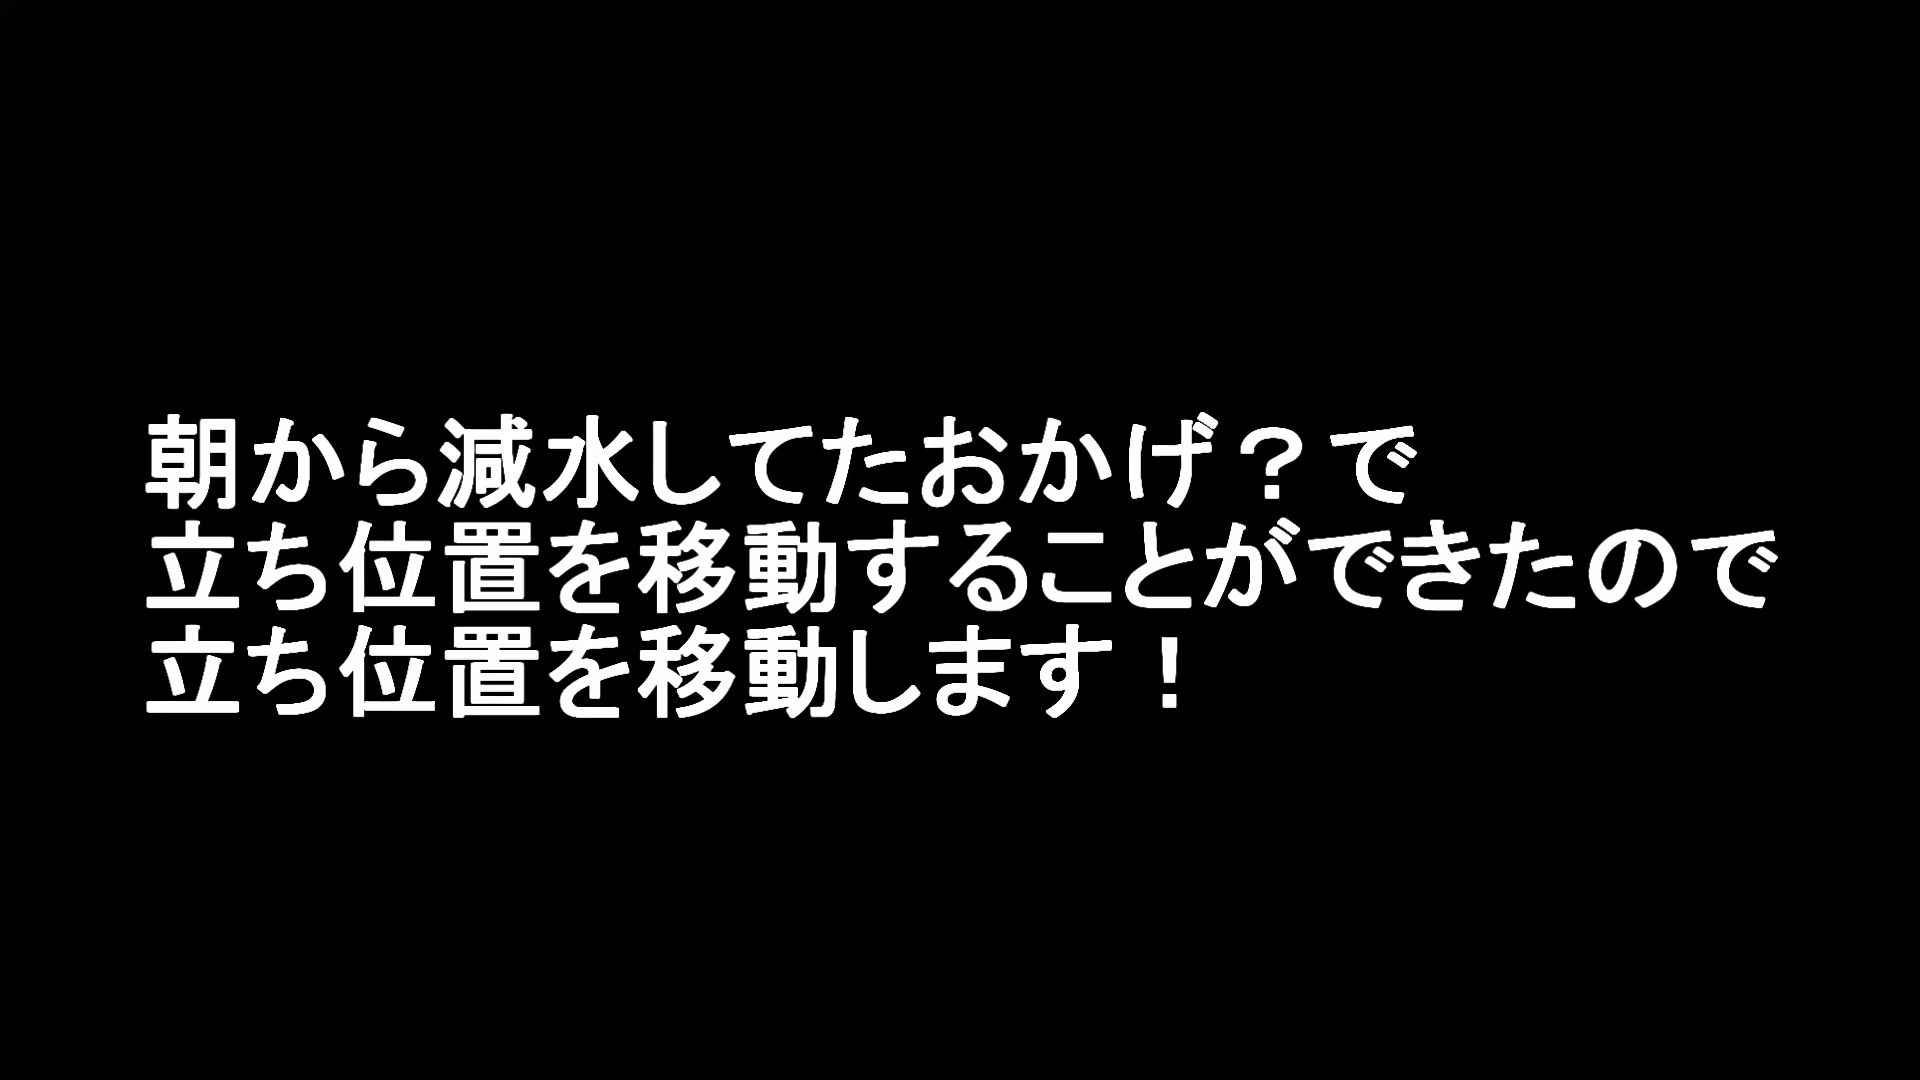 朝から減水してたおかげ？で
立ち位置を移動することができたので
立ち位置を移動します！